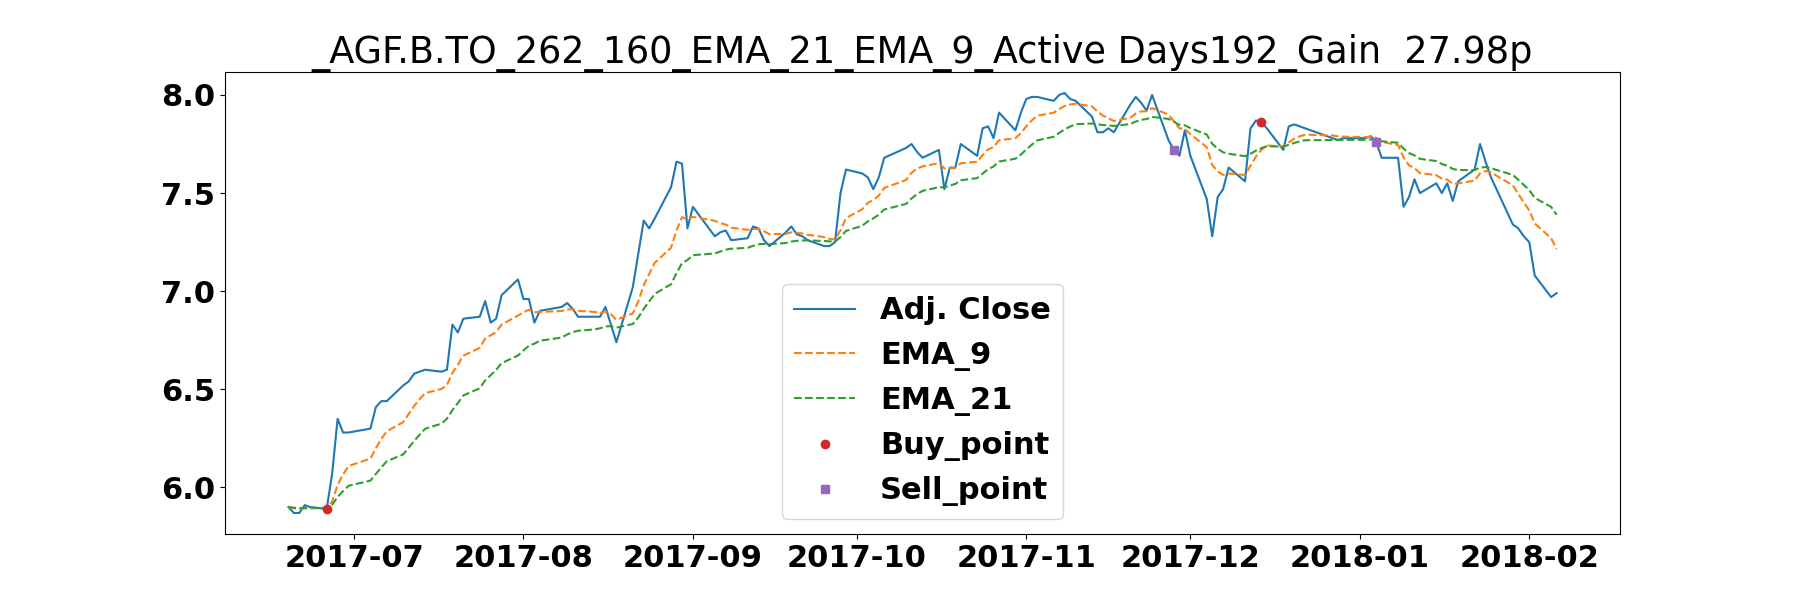 _AGF.B.TO_262_160_EMA_21_EMA_9_Active Days192_Gain  27.98p
8.0
7.5
7.0
6.5
6.0
Adj. Close
EMA_9
EMA_21
Buy_point
Sell_point
2017-07 2017-08 2017-09 2017-10 2017-11 2017-12 2018-01 2018-02